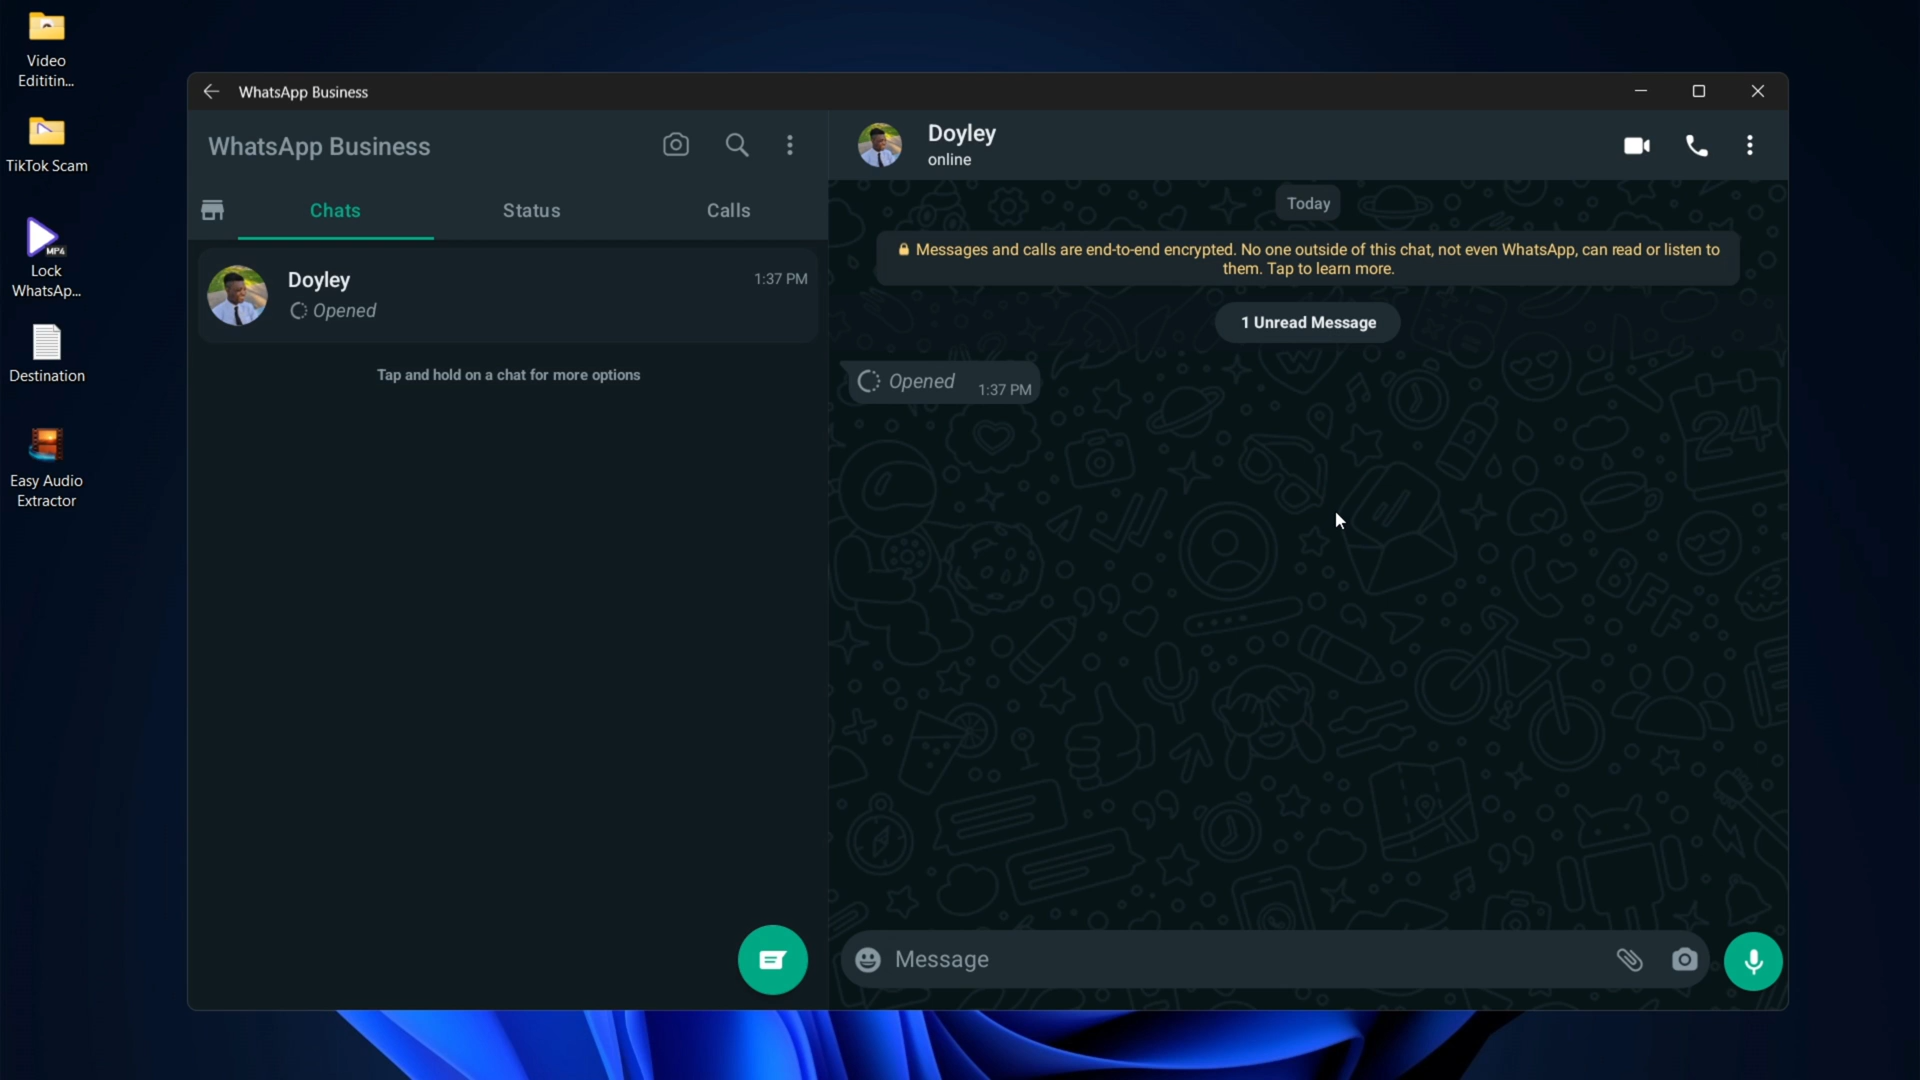 Video
Edititin...
TikTok Scam
MP4
Lock
WhatsAp...
Destination
Easy Audio
Extractor
WhatsApp Business
WhatsApp Business
Chats
Status
Calls
Doyley
1:37 PM
Opened
Tap and hold on a chat for more options
Doyley
online
Today
Messages and calls are end-to-end encrypted. No one outside of this chat, not even WhatsApp, can read or listen to
them. Tap to learn more.
1 Unread Message
Opened
1:37 PM
24
BFF
Message